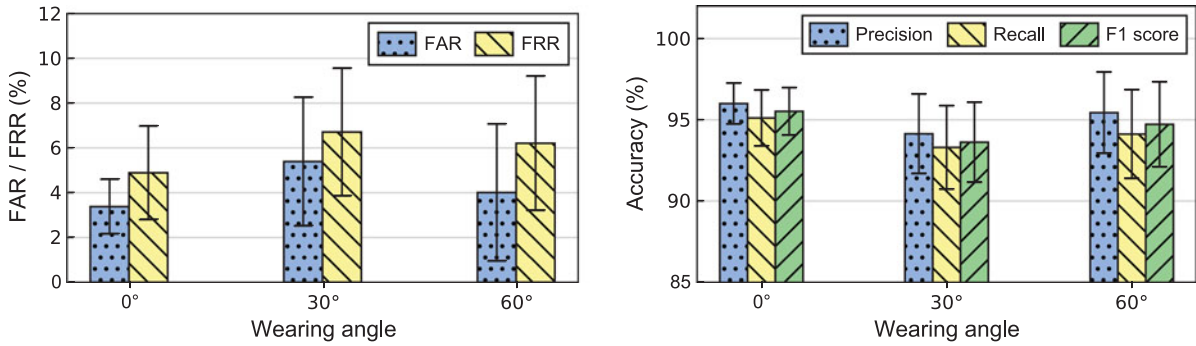 FAR / FRR (%)
12
10
8
6
4
2
0
FAR
FRR
0°
30°
60°
Wearing angle
Accuracy (%)
100
95
90
85
Precision
Recall
F1 score
0°
30°
60°
Wearing angle